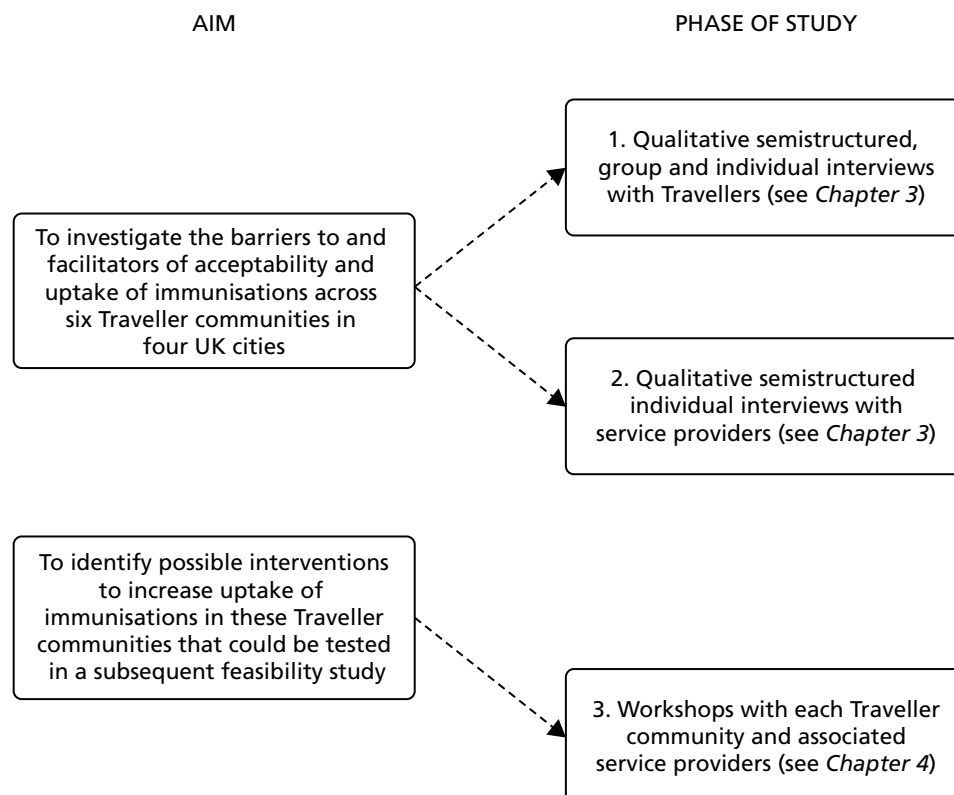 AIM
PHASE OF STUDY
1. Qualitative semistructured,
group and individual interviews
with Travellers (see Chapter 3)
To investigate the barriers to and
facilitators of acceptability and
uptake of immunisations across
six Traveller communities in
four UK cities
2. Qualitative semistructured
individual interviews with
service providers (see Chapter 3)
To identify possible interventions
to increase uptake of
immunisations in these Traveller
communities that could be tested
in a subsequent feasibility study
3. Workshops with each Traveller
community and associated
service providers (see Chapter 4)